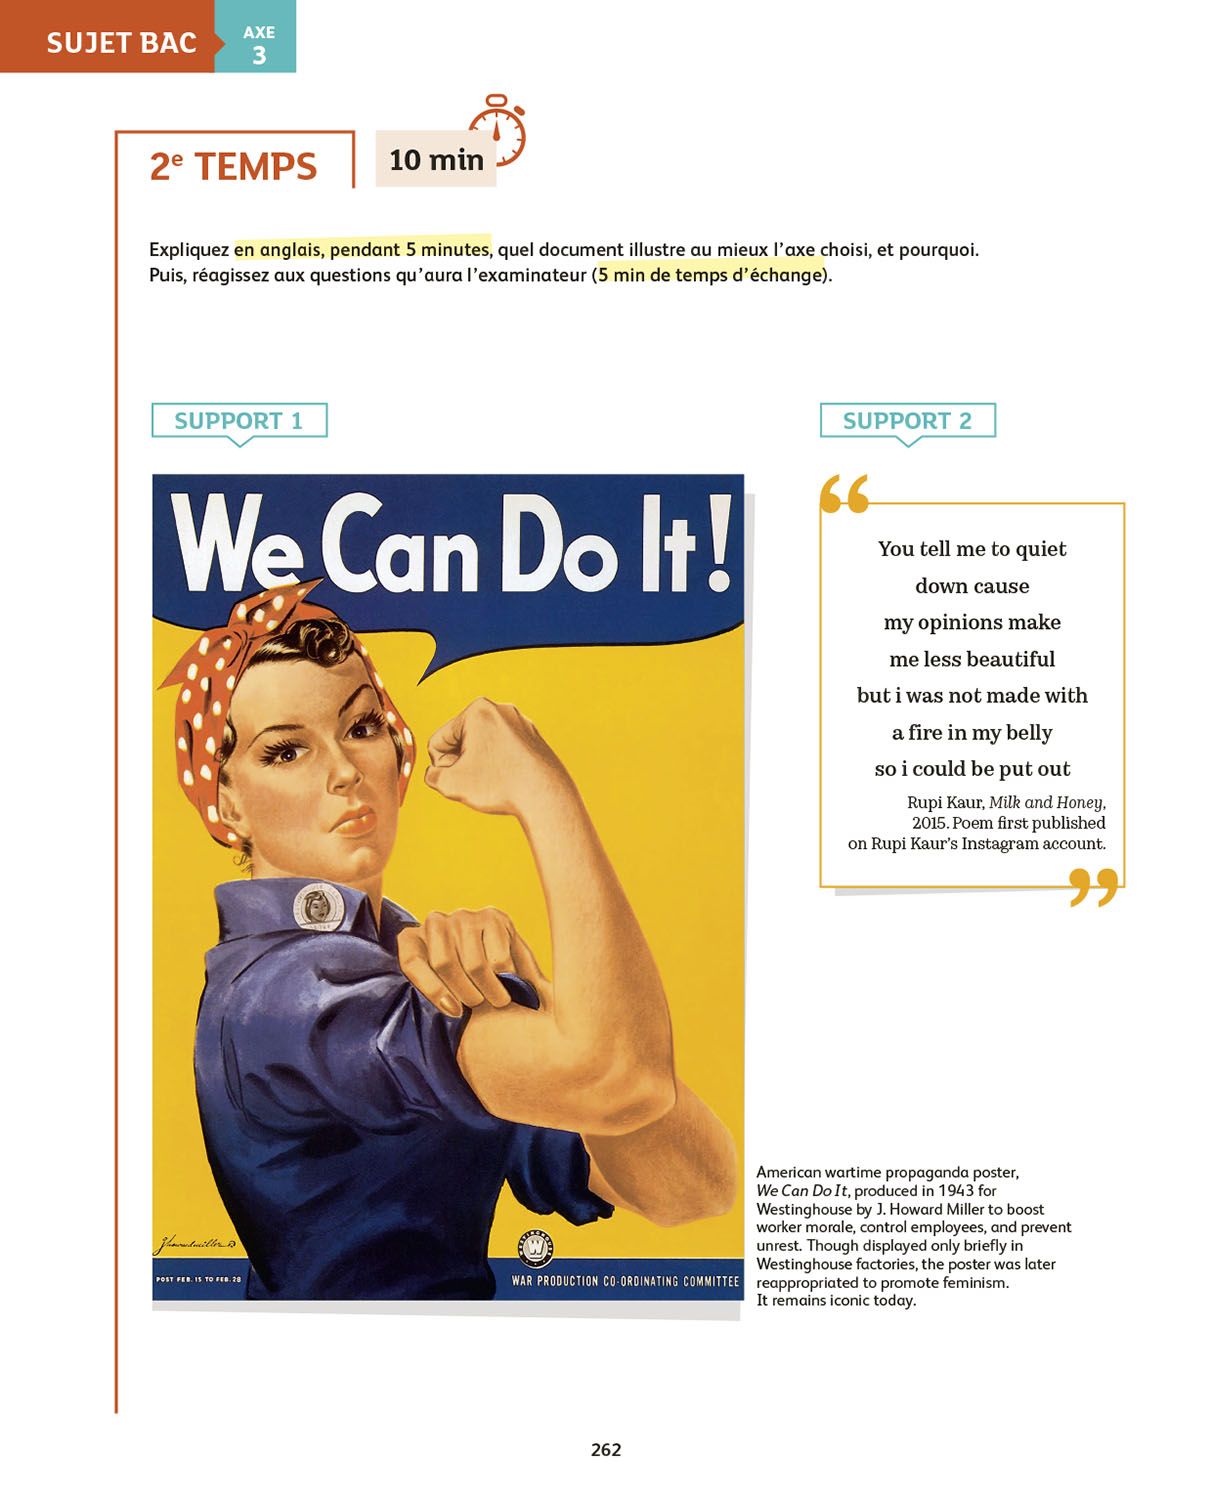 SUJET BAC
AXE
3
2e TEMPS
10 min
Expliquez en anglais, pendant 5 minutes, quel document illustre au mieux l’axe choisi, et pourquoi.
Puis, réagissez aux questions qu’aura l’examinateur (5 min de temps d’échange).
SUPPORT 1
We Can Do It!
J. Howard Miller
POST FEB. 15 TO FEB. 28
WESTINGHOUSE
W
WAR PRODUCTION CO-ORDINATING COMMITTEE
American wartime propaganda poster,
We Can Do It, produced in 1943 for
Westinghouse by J. Howard Miller to boost
worker morale, control employees, and prevent
unrest. Though displayed only briefly in
Westinghouse factories, the poster was later
reappropriated to promote feminism.
It remains iconic today.
SUPPORT 2
“
You tell me to quiet
down cause
my opinions make
me less beautiful
but i was not made with
a fire in my belly
so i could be put out
Rupi Kaur, Milk and Honey,
2015. Poem first published
on Rupi Kaur’s Instagram account.
”
262